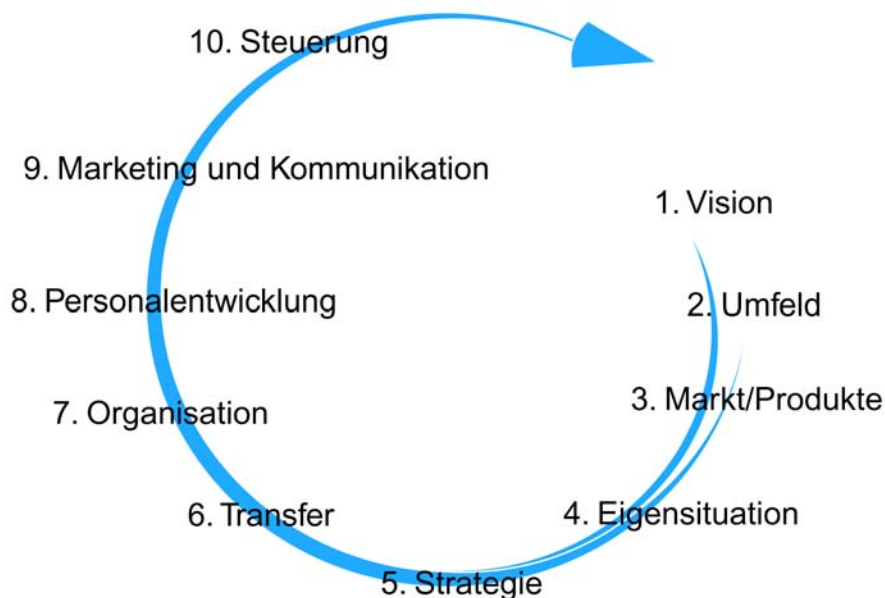 1. Vision
2. Umfeld
3. Markt/Produkte
4. Eigensituation
5. Strategie
6. Transfer
7. Organisation
8. Personalentwicklung
9. Marketing und Kommunikation
10. Steuerung